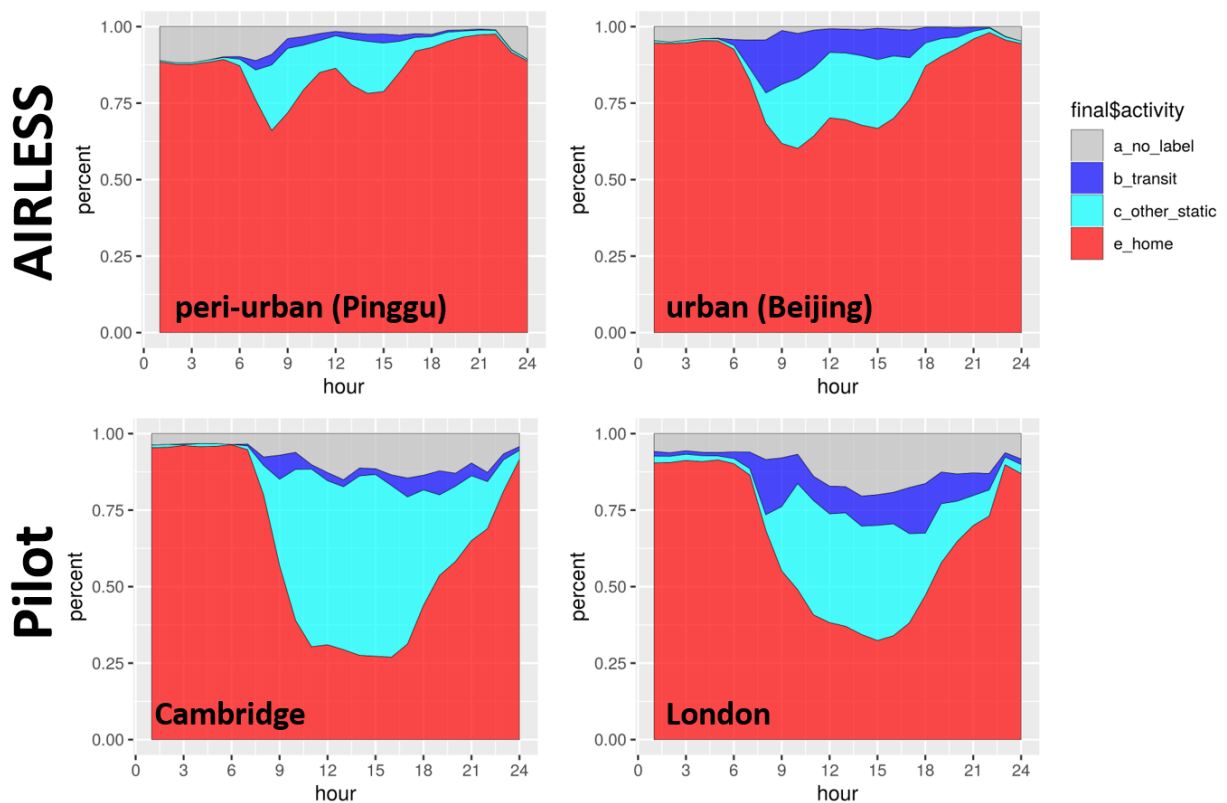 AIRLESS
1.00
0.75
0.50
0.25
0.00
percent
peri-urban (Pinggu)
0 3 6 9 12 15 18 21 24
hour
1.00
0.75
0.50
0.25
0.00
percent
urban (Beijing)
0 3 6 9 12 15 18 21 24
hour
final$activity
a_no_label
b_transit
c_other_static
e_home
Pilot
1.00
0.75
0.50
0.25
0.00
percent
Cambridge
0 3 6 9 12 15 18 21 24
hour
1.00
0.75
0.50
0.25
0.00
percent
London
0 3 6 9 12 15 18 21 24
hour